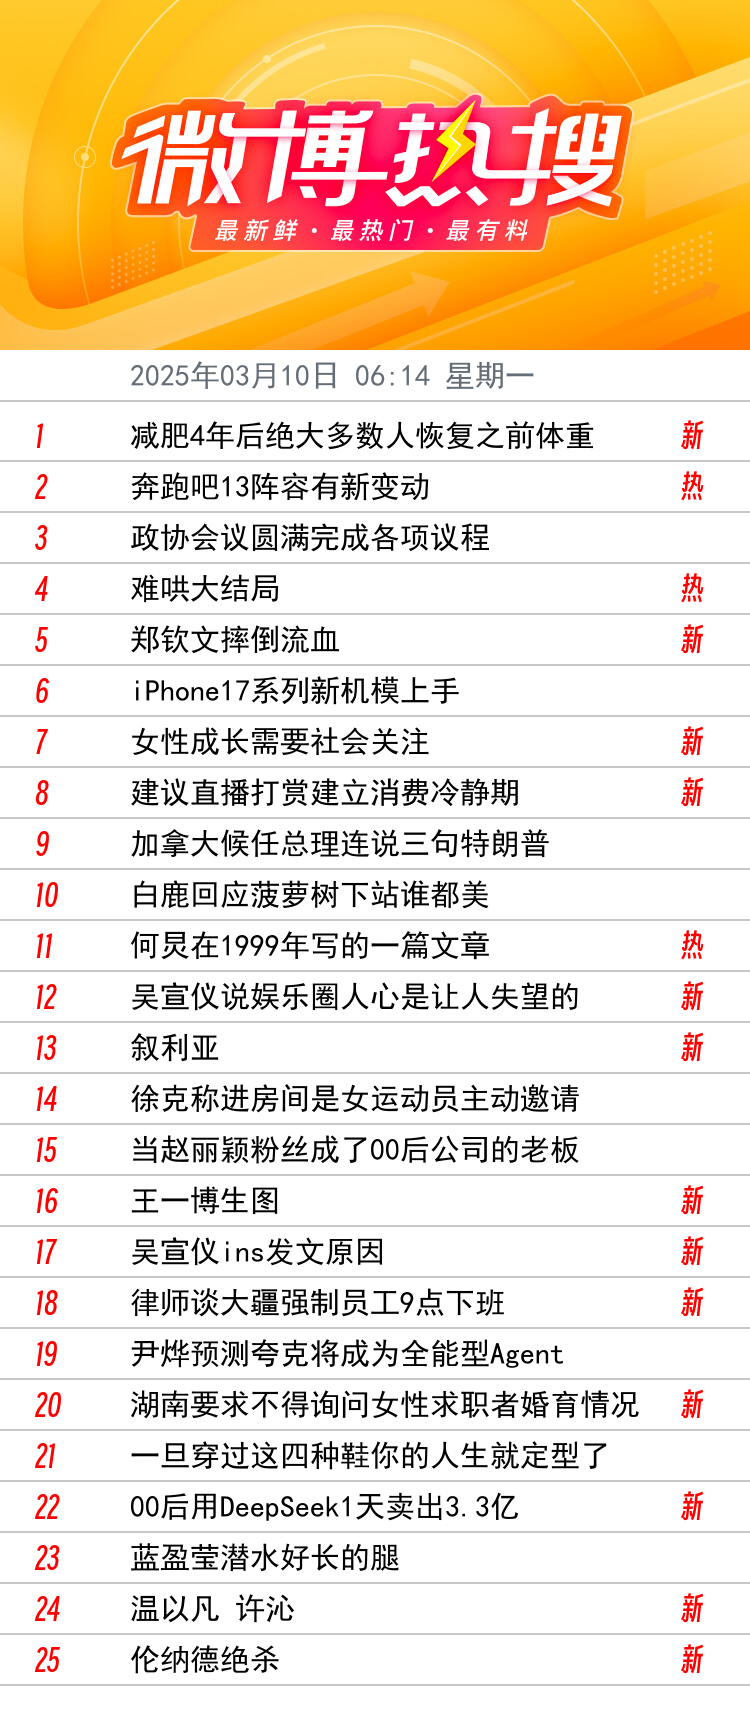 微博热搜
最新鲜·最热门·最有料
2025年03月10日 06:14 星期一
1 减肥4年后绝大多数人恢复之前体重 新
2 奔跑吧13阵容有新变动 热
3 政协会议圆满完成各项议程
4 难哄大结局 热
5 郑钦文摔倒流血 新
6 iPhone17系列新机模上手
7 女性成长需要社会关注 新
8 建议直播打赏建立消费冷静期 新
9 加拿大候任总理连说三句特朗普
10 白鹿回应菠萝树下站谁都美
11 何炅在1999年写的一篇文章 热
12 吴宣仪说娱乐圈人心是让人失望的 新
13 叙利亚 新
14 徐克称进房间是女运动员主动邀请
15 当赵丽颖粉丝成了00后公司的老板
16 王一博生图 新
17 吴宣仪ins发文原因 新
18 律师谈大疆强制员工9点下班 新
19 尹烨预测夸克将成为全能型Agent
20 湖南要求不得询问女性求职者婚育情况 新
21 一旦穿过这四种鞋你的人生就定型了
22 00后用DeepSeek1天卖出3.3亿 新
23 蓝盈莹潜水好长的腿
24 温以凡 许沁 新
25 伦纳德绝杀 新